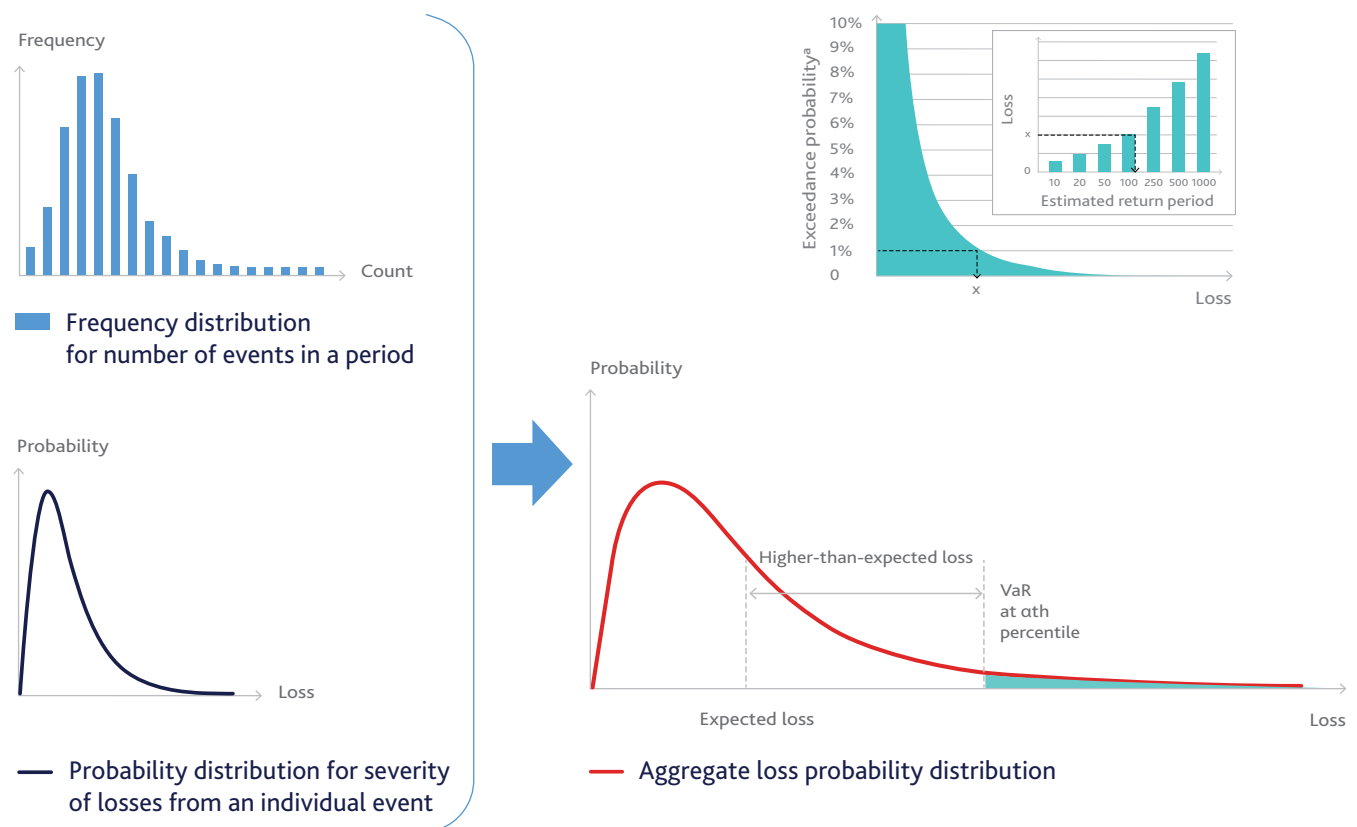 Frequency
Count
Frequency distribution
for number of events in a period
Probability
Loss
Probability distribution for severity
of losses from an individual event
Exceedance probabilityᵃ
10%
9%
8%
7%
6%
5%
4%
3%
2%
1%
0
x
Loss
Loss
x
0
10 20 50 100 250 500 1000
Estimated return period
Probability
Higher-than-expected loss
VaR
at αth
percentile
Expected loss
Loss
Aggregate loss probability distribution